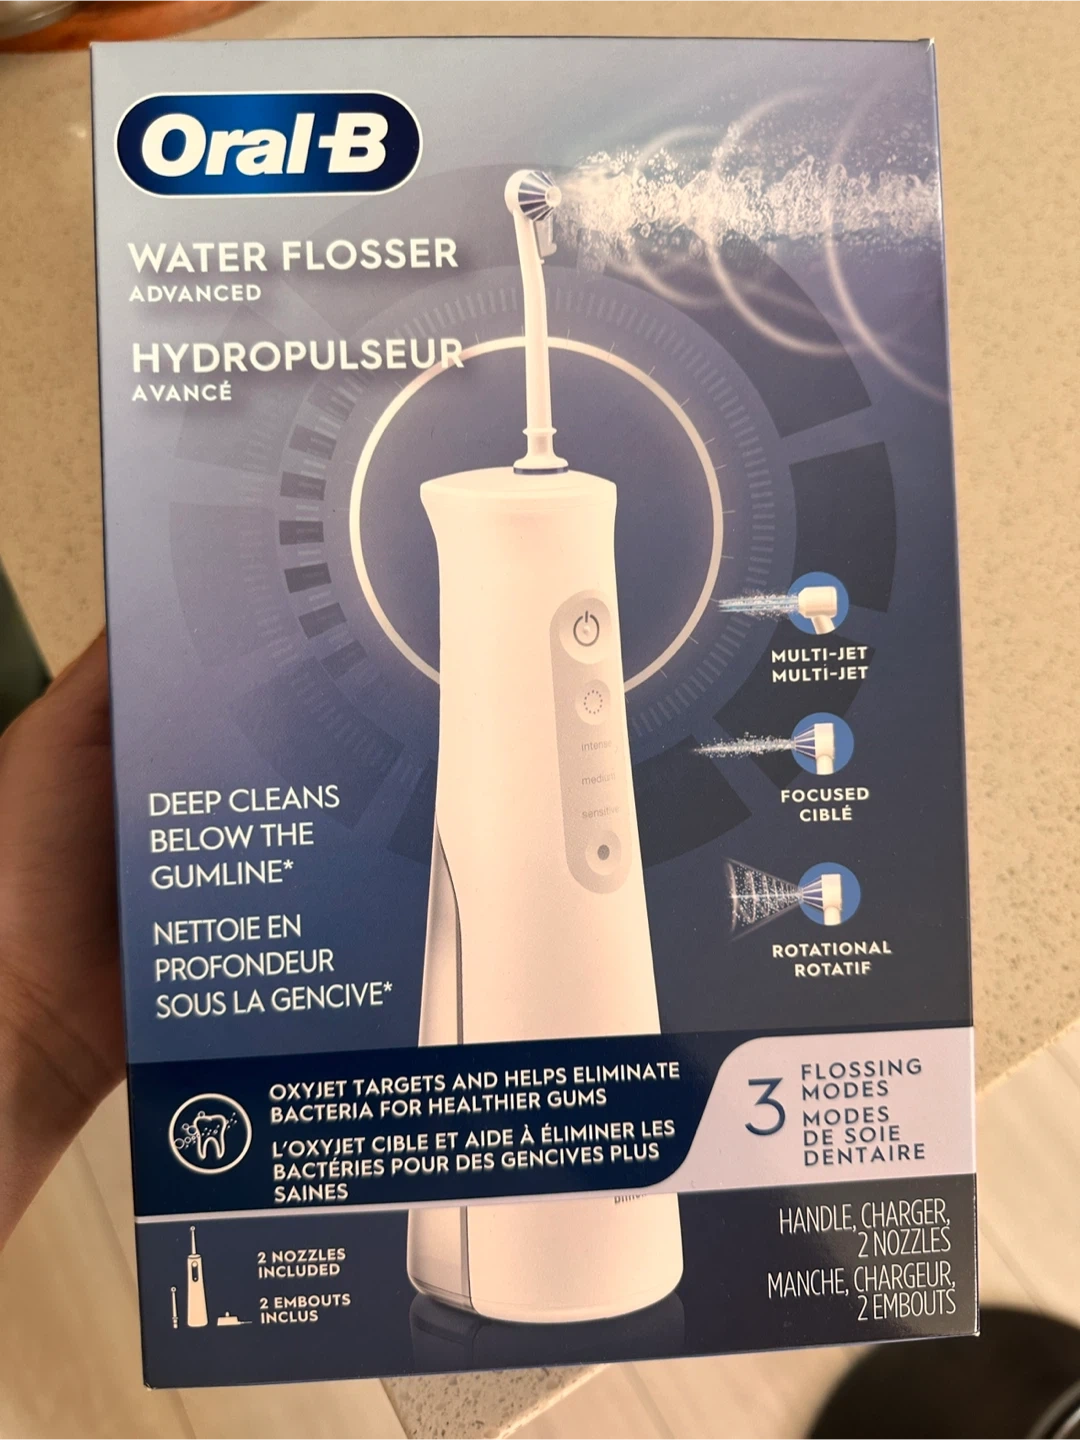 Oral-B
WATER FLOSSER
ADVANCED
HYDROPULSEUR
AVANCÉ
intense
medium
sensitive
MULTI-JET
MULTI-JET
FOCUSED
CIBLÉ
ROTATIONAL
ROTATIF
DEEP CLEANS
BELOW THE
GUMLINE*
NETTOIE EN
PROFONDEUR
SOUS LA GENCIVE*
OXYJET TARGETS AND HELPS ELIMINATE
BACTERIA FOR HEALTHIER GUMS
L'OXYJET CIBLE ET AIDE À ÉLIMINER LES
BACTÉRIES POUR DES GENCIVES PLUS
SAINES
3
FLOSSING
MODES
MODES
DE SOIE
DENTAIRE
2 NOZZLES
INCLUDED
2 EMBOUTS
INCLUS
HANDLE, CHARGER,
2 NOZZLES
MANCHE, CHARGEUR,
2 EMBOUTS